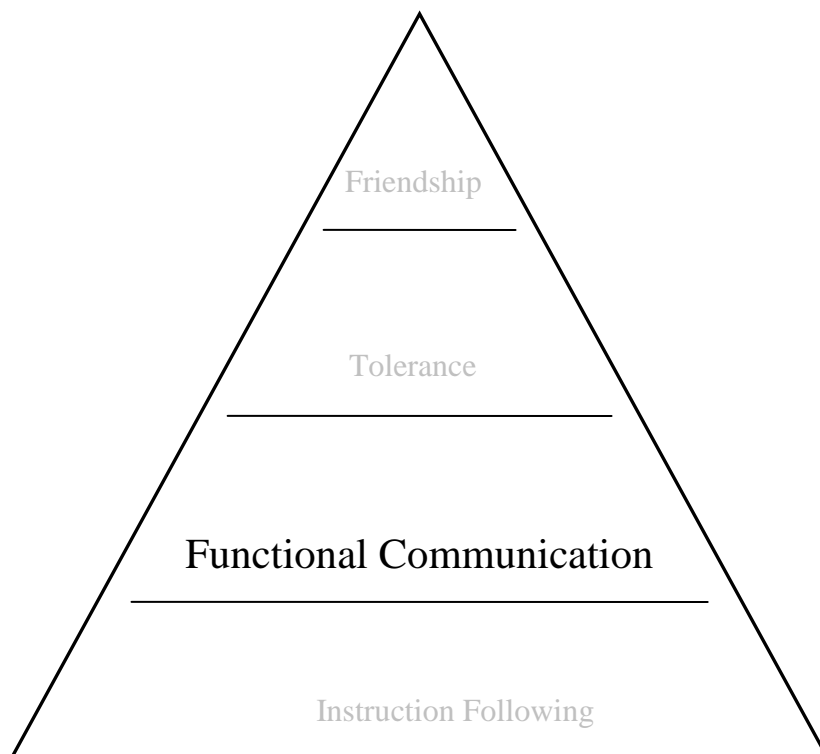 Friendship
Tolerance
Functional Communication
Instruction Following